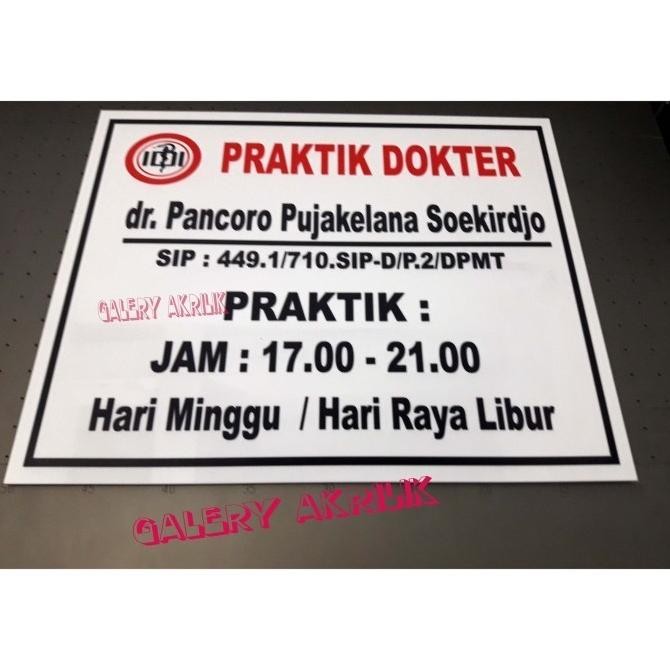 IDI PRAKTIK DOKTER
dr. Pancoro Pujakelana Soekirdjo
SIP : 449.1/710.SIP-D/P.2/DPMT
GALERY AKRILIK
PRAKTIK :
JAM : 17.00 - 21.00
Hari Minggu / Hari Raya Libur
GALERY AKRILIK